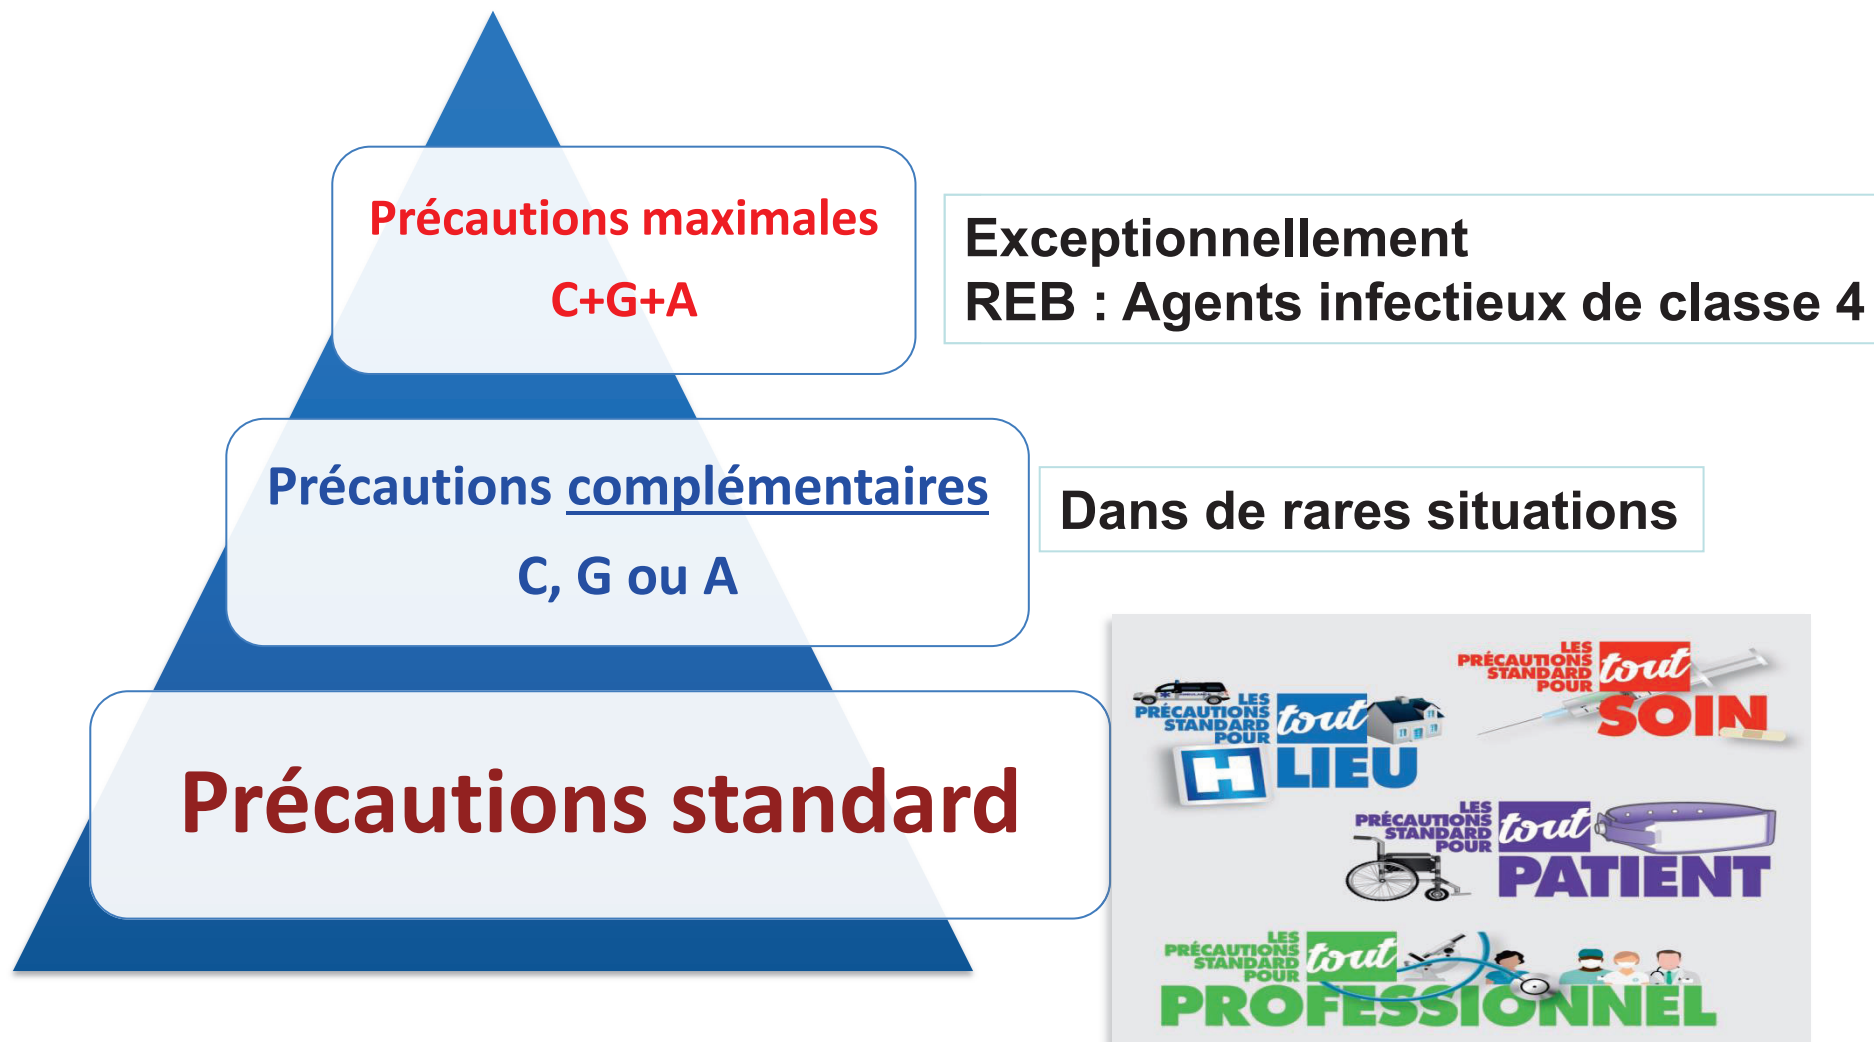 Précautions maximales
C+G+A
Exceptionnellement
REB : Agents infectieux de classe 4
Précautions complémentaires
C, G ou A
Dans de rares situations
Précautions standard
LES
PRÉCAUTIONS
STANDARD
POUR
tout
SOIN
LES
PRÉCAUTIONS
STANDARD
POUR
tout
H
LIEU
LES
PRÉCAUTIONS
STANDARD
POUR
tout
PATIENT
LES
PRÉCAUTIONS
STANDARD
POUR
tout
PROFESSIONNEL